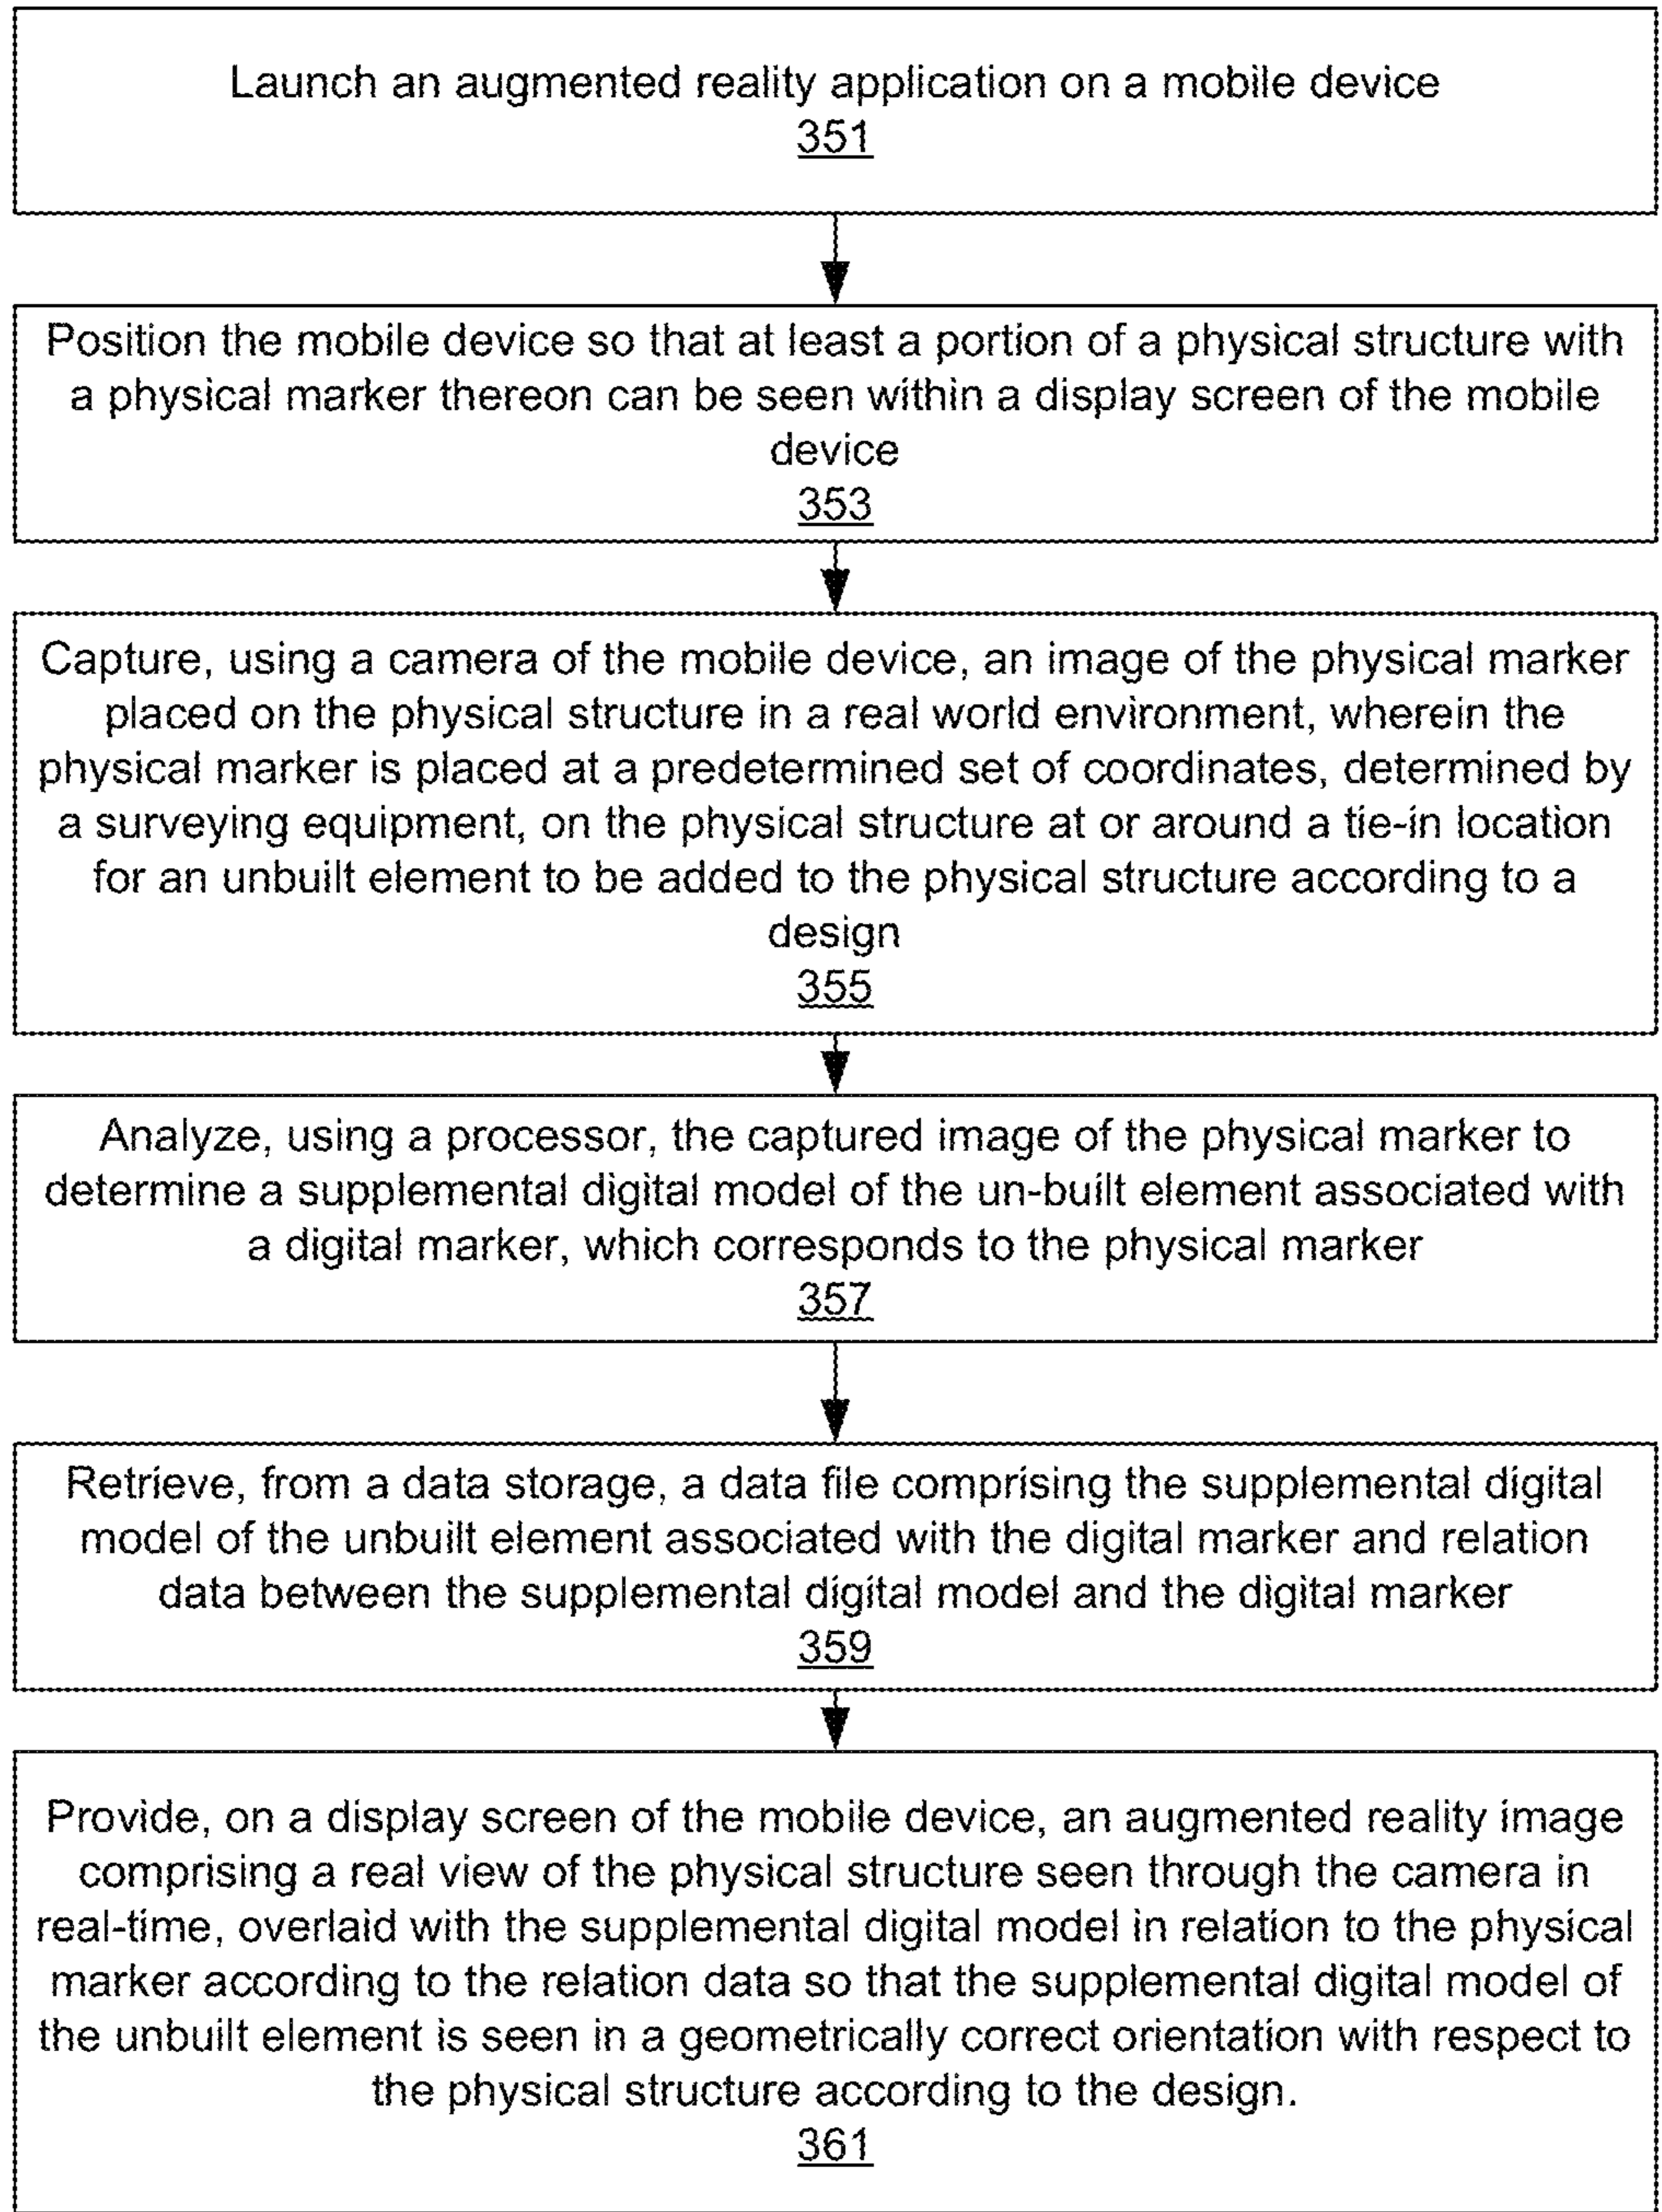 Launch an augmented reality application on a mobile device
351
Position the mobile device so that at least a portion of a physical structure with
a physical marker thereon can be seen within a display screen of the mobile
device
353
Capture, using a camera of the mobile device, an image of the physical marker
placed on the physical structure in a real world environment, wherein the
physical marker is placed at a predetermined set of coordinates, determined by
a surveying equipment, on the physical structure at or around a tie-in location
for an unbuilt element to be added to the physical structure according to a
design
355
Analyze, using a processor, the captured image of the physical marker to
determine a supplemental digital model of the un-built element associated with
a digital marker, which corresponds to the physical marker
357
Retrieve, from a data storage, a data file comprising the supplemental digital
model of the unbuilt element associated with the digital marker and relation
data between the supplemental digital model and the digital marker
359
Provide, on a display screen of the mobile device, an augmented reality image
comprising a real view of the physical structure seen through the camera in
real-time, overlaid with the supplemental digital model in relation to the physical
marker according to the relation data so that the supplemental digital model of
the unbuilt element is seen in a geometrically correct orientation with respect to
the physical structure according to the design.
361